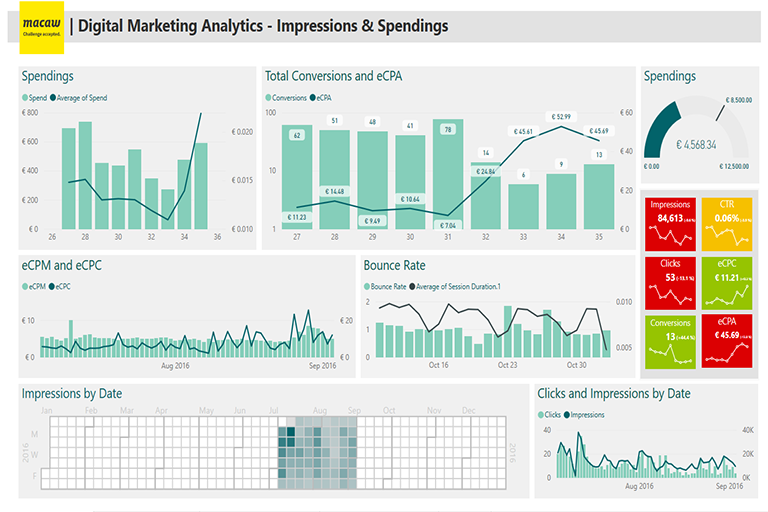 macaw
Challenge accepted.
| Digital Marketing Analytics - Impressions & Spendings
Spendings
Spend Average of Spend
€ 800
€ 600
€ 400
€ 200
€ 0
€ 0.020
€ 0.015
€ 0.010
26 28 30 32 34 36
Total Conversions and eCPA
Conversions eCPA
100
10
1
62 51 48 41 78 14 6 9 13
€ 11.23 € 14.48 € 9.49 € 10.64 € 7.04 € 24.84 € 45.61 € 52.99 € 45.69
€ 60
€ 40
€ 20
€ 0
27 28 29 30 31 32 33 34 35
Spendings
€ 8,500.00
€ 4.568.34
€ 0.00 € 12,500.00
Impressions
84,613
CTR
0.06%
Clicks
53 (-13.1 %)
eCPC
€ 11.21
Conversions
13 (+44.4 %)
eCPA
€ 45.69
eCPM and eCPC
eCPM eCPC
€ 10
€ 0
€ 20
€ 0
Aug 2016 Sep 2016
Bounce Rate
Bounce Rate Average of Session Duration.1
2
1
0
0.010
0.005
Oct 16 Oct 23 Oct 30
Impressions by Date
Jan Feb Mar Apr May Jun Jul Aug Sep Oct Nov Dec
2016
M
W
F
2016
Clicks and Impressions by Date
Clicks Impressions
40
20
0
40K
20K
0K
Aug 2016 Sep 2016